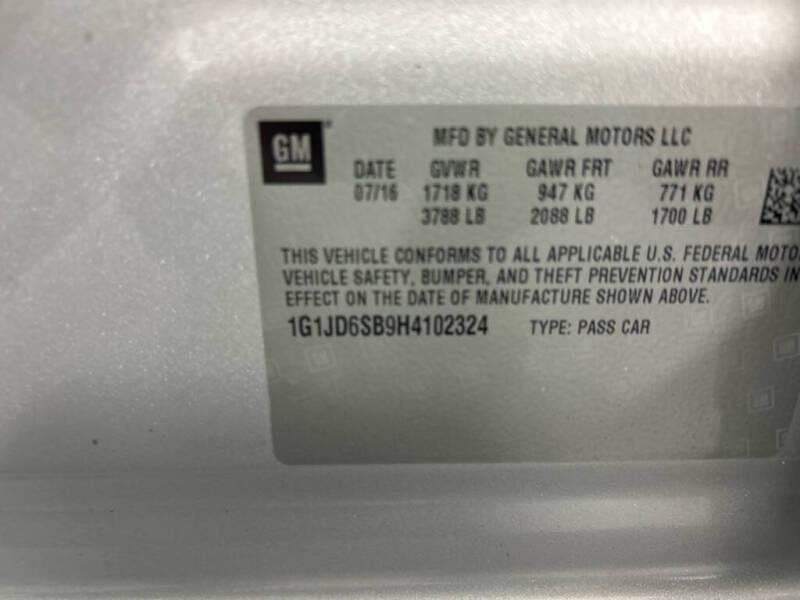 GM
MFD BY GENERAL MOTORS LLC
DATE GVWR GAWR FRT GAWR RR
07/16 1718 KG 947 KG 771 KG
3788 LB 2088 LB 1700 LB
THIS VEHICLE CONFORMS TO ALL APPLICABLE U.S. FEDERAL MOTO
VEHICLE SAFETY, BUMPER, AND THEFT PREVENTION STANDARDS IN
EFFECT ON THE DATE OF MANUFACTURE SHOWN ABOVE.
1G1JD6SB9H4102324 TYPE: PASS CAR